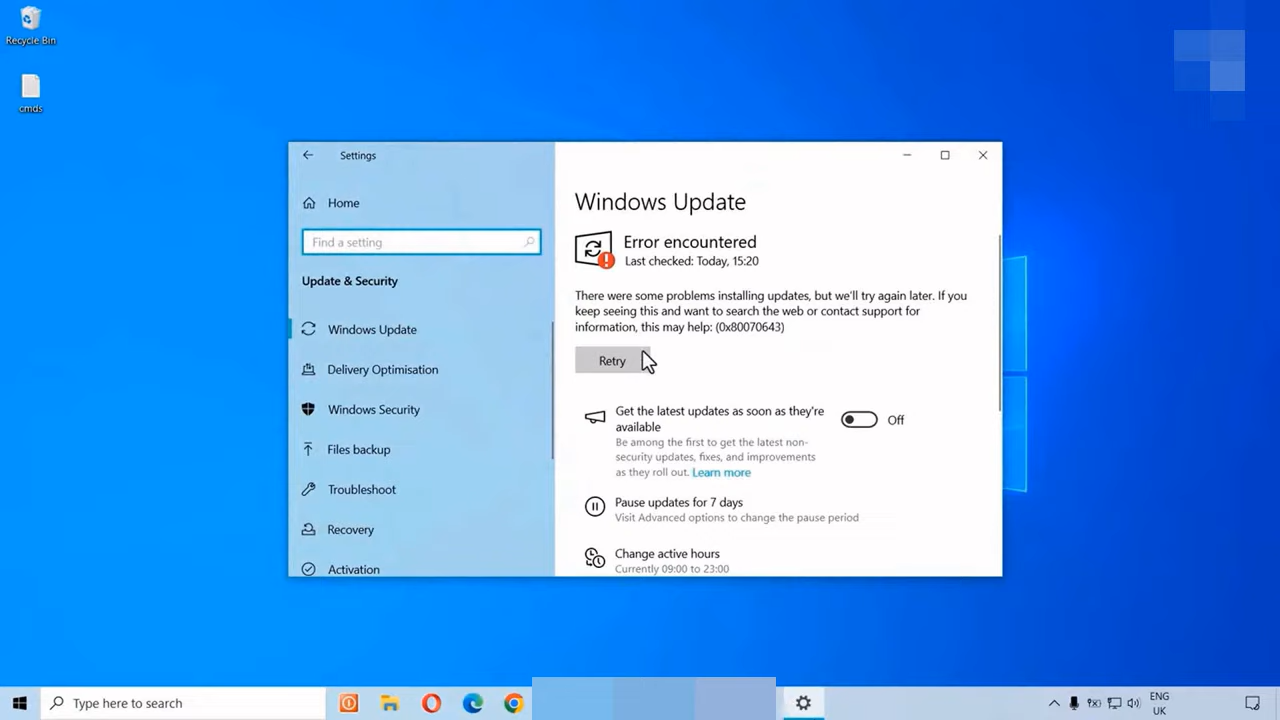 Recycle Bin
cmds
Settings
Home
Find a setting
Update & Security
Windows Update
Delivery Optimisation
Windows Security
Files backup
Troubleshoot
Recovery
Activation
Windows Update
Error encountered
Last checked: Today, 15:20
There were some problems installing updates, but we'll try again later. If you
keep seeing this and want to search the web or contact support for
information, this may help: (0x80070643)
Retry
Get the latest updates as soon as they're
available
Off
Be among the first to get the latest non-
security updates, fixes, and improvements
as they roll out. Learn more
Pause updates for 7 days
Visit Advanced options to change the pause period
Change active hours
Currently 09:00 to 23:00
Type here to search
ENG
UK